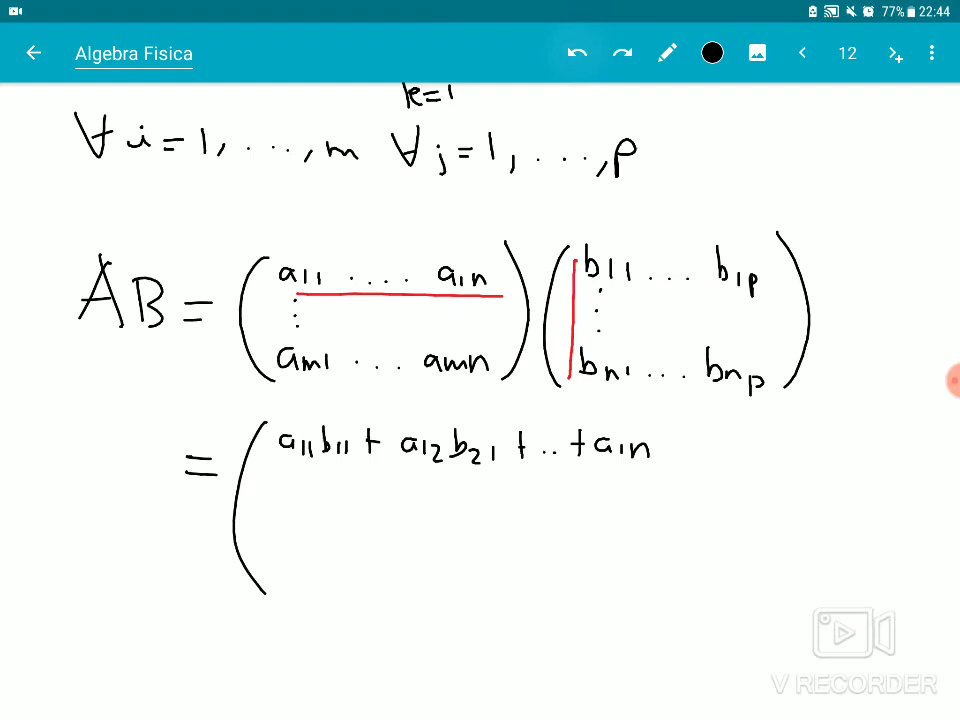 77% 22:44
Algebra Fisica
12
k=1
∀ i = 1, ..., m ∀ j = 1, ..., p
AB = ( a11 ... a1n ) ( b11 ... b1p )
⋮ ⋮
am1 ... amn bn1 ... bnp
= ( a11b11 + a12b21 + .. + a1n
V RECORDER